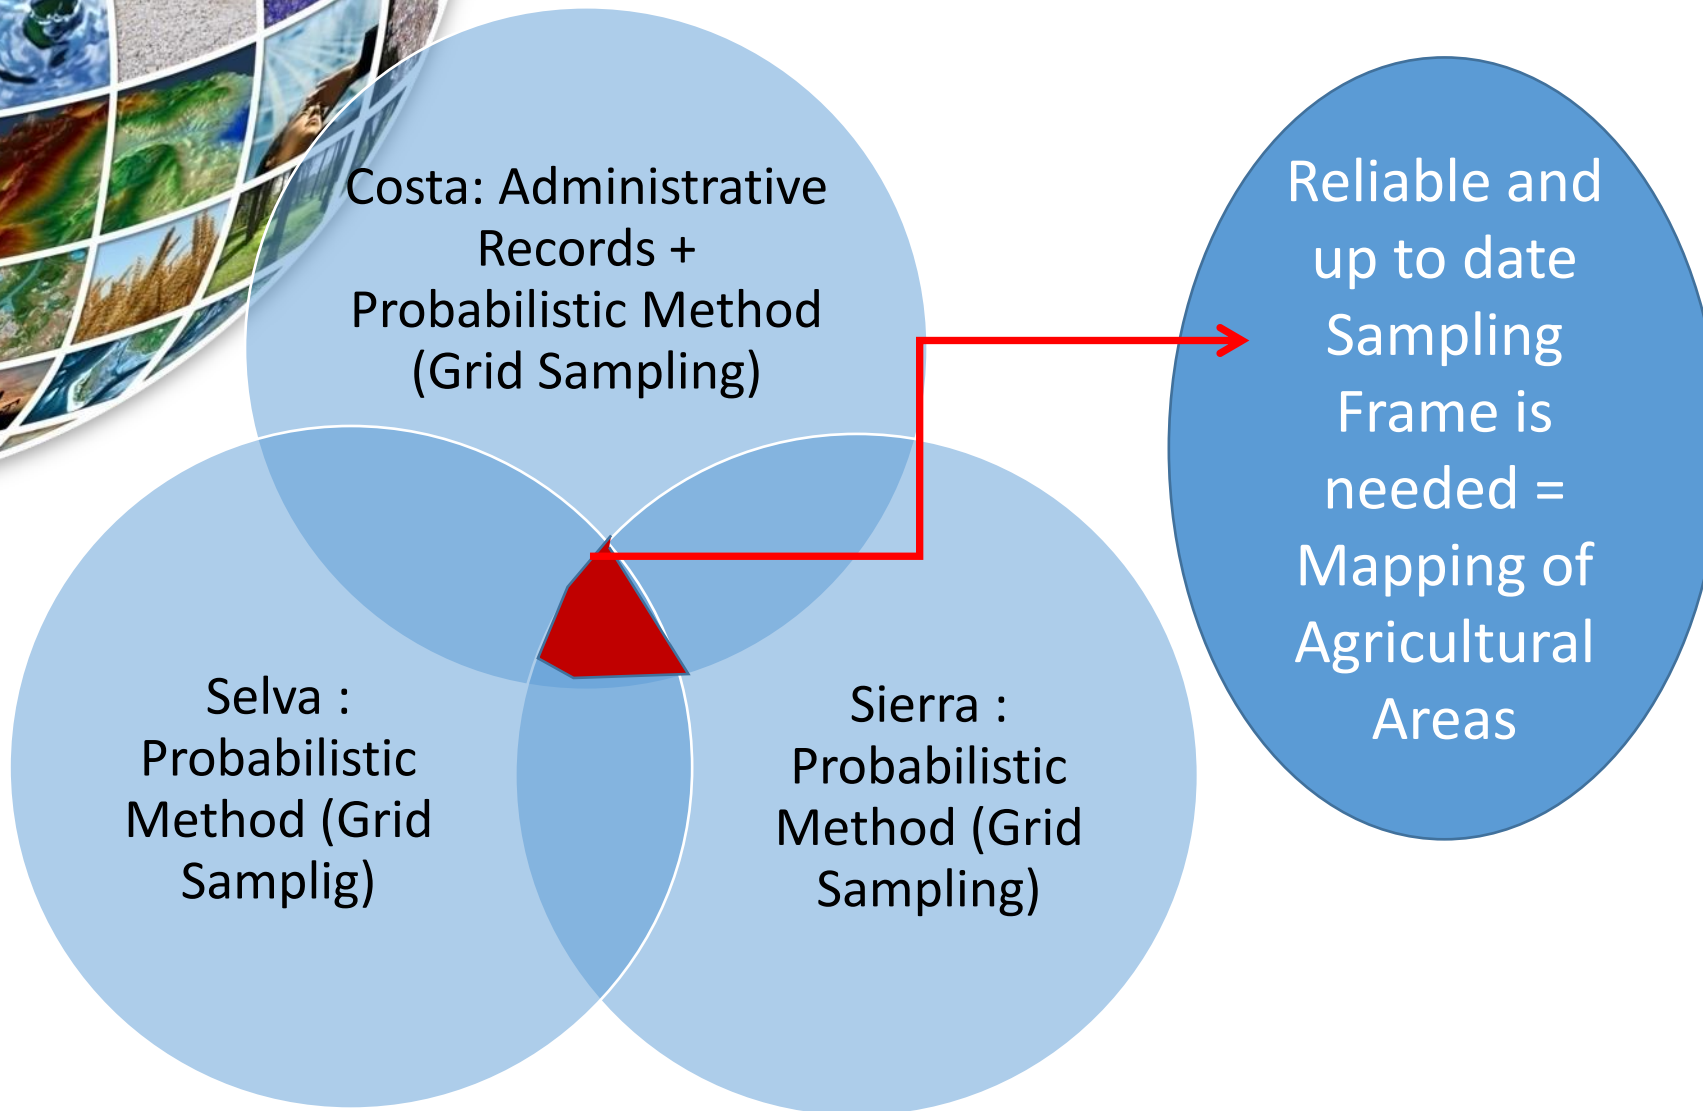 Costa: Administrative
Records +
Probabilistic Method
(Grid Sampling)
Selva :
Probabilistic
Method (Grid
Samplig)
Sierra :
Probabilistic
Method (Grid
Sampling)
Reliable and
up to date
Sampling
Frame is
needed =
Mapping of
Agricultural
Areas